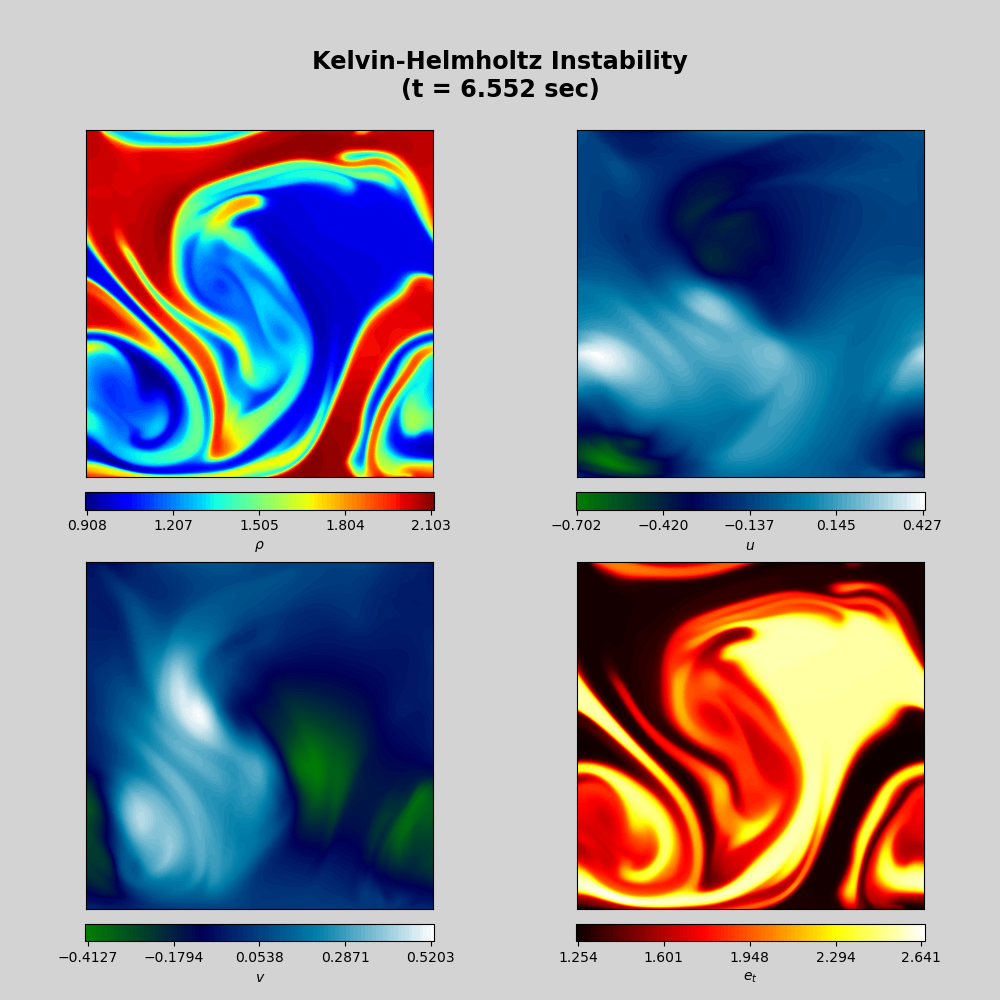 Kelvin-Helmholtz Instability
(t = 6.552 sec)
0.908 1.207 1.505 1.804 2.103
ρ
−0.702 −0.420 −0.137 0.145 0.427
u
−0.4127 −0.1794 0.0538 0.2871 0.5203
v
1.254 1.601 1.948 2.294 2.641
e_t